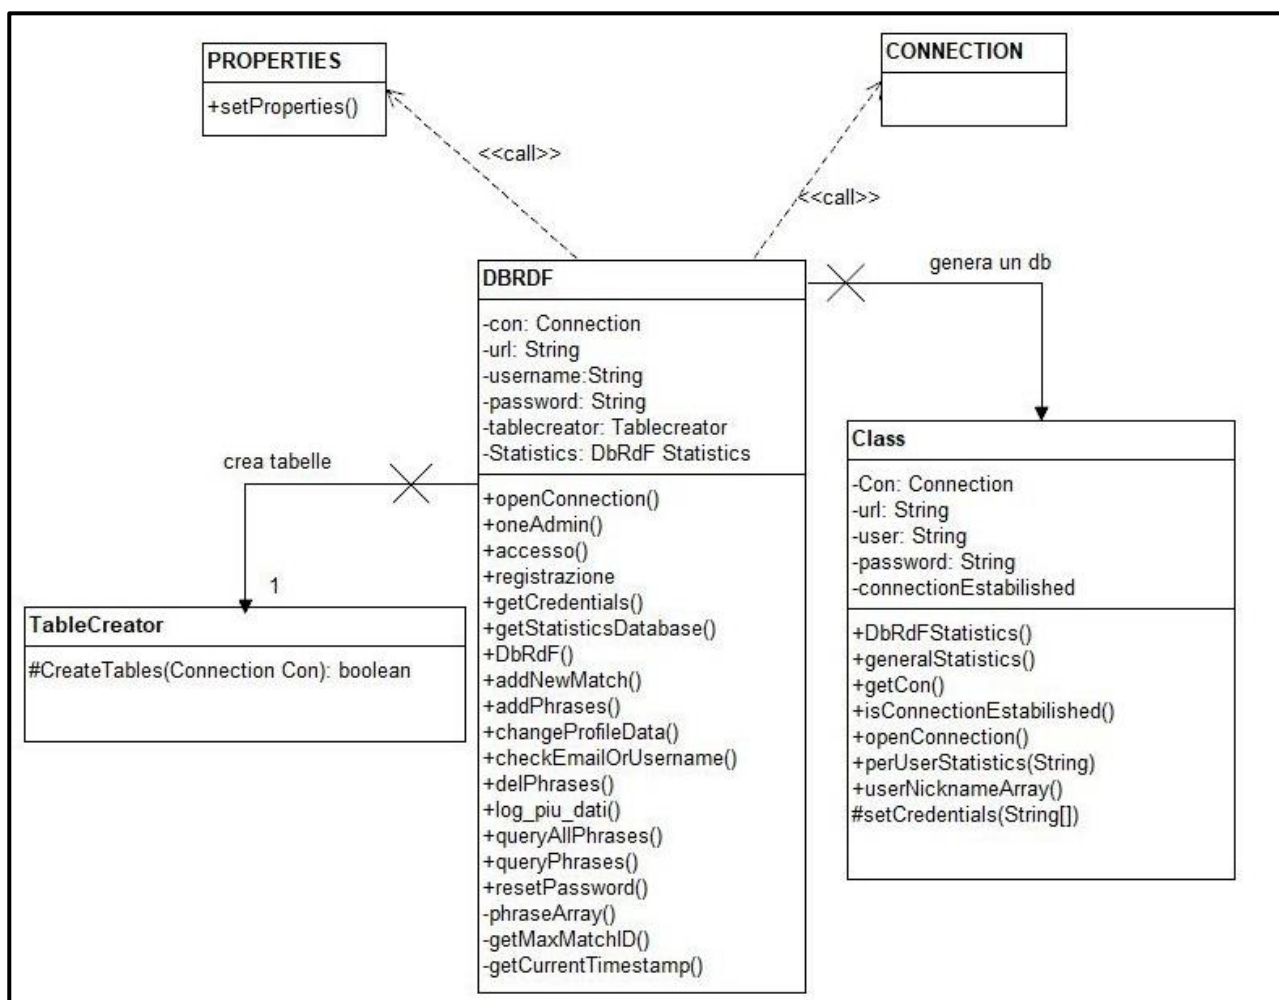 PROPERTIES
+setProperties()
CONNECTION
<<call>>
<<call>>
genera un db
DBRDF
-con: Connection
-url: String
-username:String
-password: String
-tablecreator: Tablecreator
-Statistics: DbRdF Statistics
+openConnection()
+oneAdmin()
+accesso()
+registrazione
+getCredentials()
+getStatisticsDatabase()
+DbRdF()
+addNewMatch()
+addPhrases()
+changeProfileData()
+checkEmailOrUsername()
+delPhrases()
+log_piu_dati()
+queryAllPhrases()
+queryPhrases()
+resetPassword()
-phraseArray()
-getMaxMatchID()
-getCurrentTimestamp()
crea tabelle
1
TableCreator
#CreateTables(Connection Con): boolean
Class
-Con: Connection
-url: String
-user: String
-password: String
-connectionEstabilished
+DbRdFStatistics()
+generalStatistics()
+getCon()
+isConnectionEstabilished()
+openConnection()
+perUserStatistics(String)
+userNicknameArray()
#setCredentials(String[])